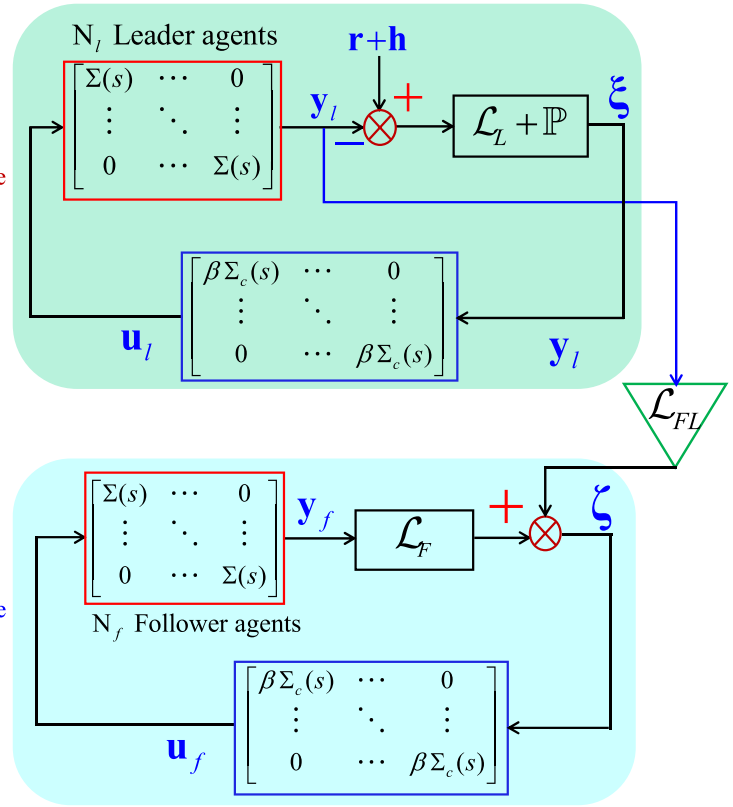 N_l Leader agents
r+h
Σ(s) ⋯ 0
⋮ ⋱ ⋮
0 ⋯ Σ(s)
y_l
+
−
ℒ_L + ℙ
ξ
e
βΣ_c(s) ⋯ 0
⋮ ⋱ ⋮
0 ⋯ βΣ_c(s)
u_l
y_l
ℒ_FL
Σ(s) ⋯ 0
⋮ ⋱ ⋮
0 ⋯ Σ(s)
y_f
ℒ_F
+
ζ
e
N_f Follower agents
βΣ_c(s) ⋯ 0
⋮ ⋱ ⋮
0 ⋯ βΣ_c(s)
u_f